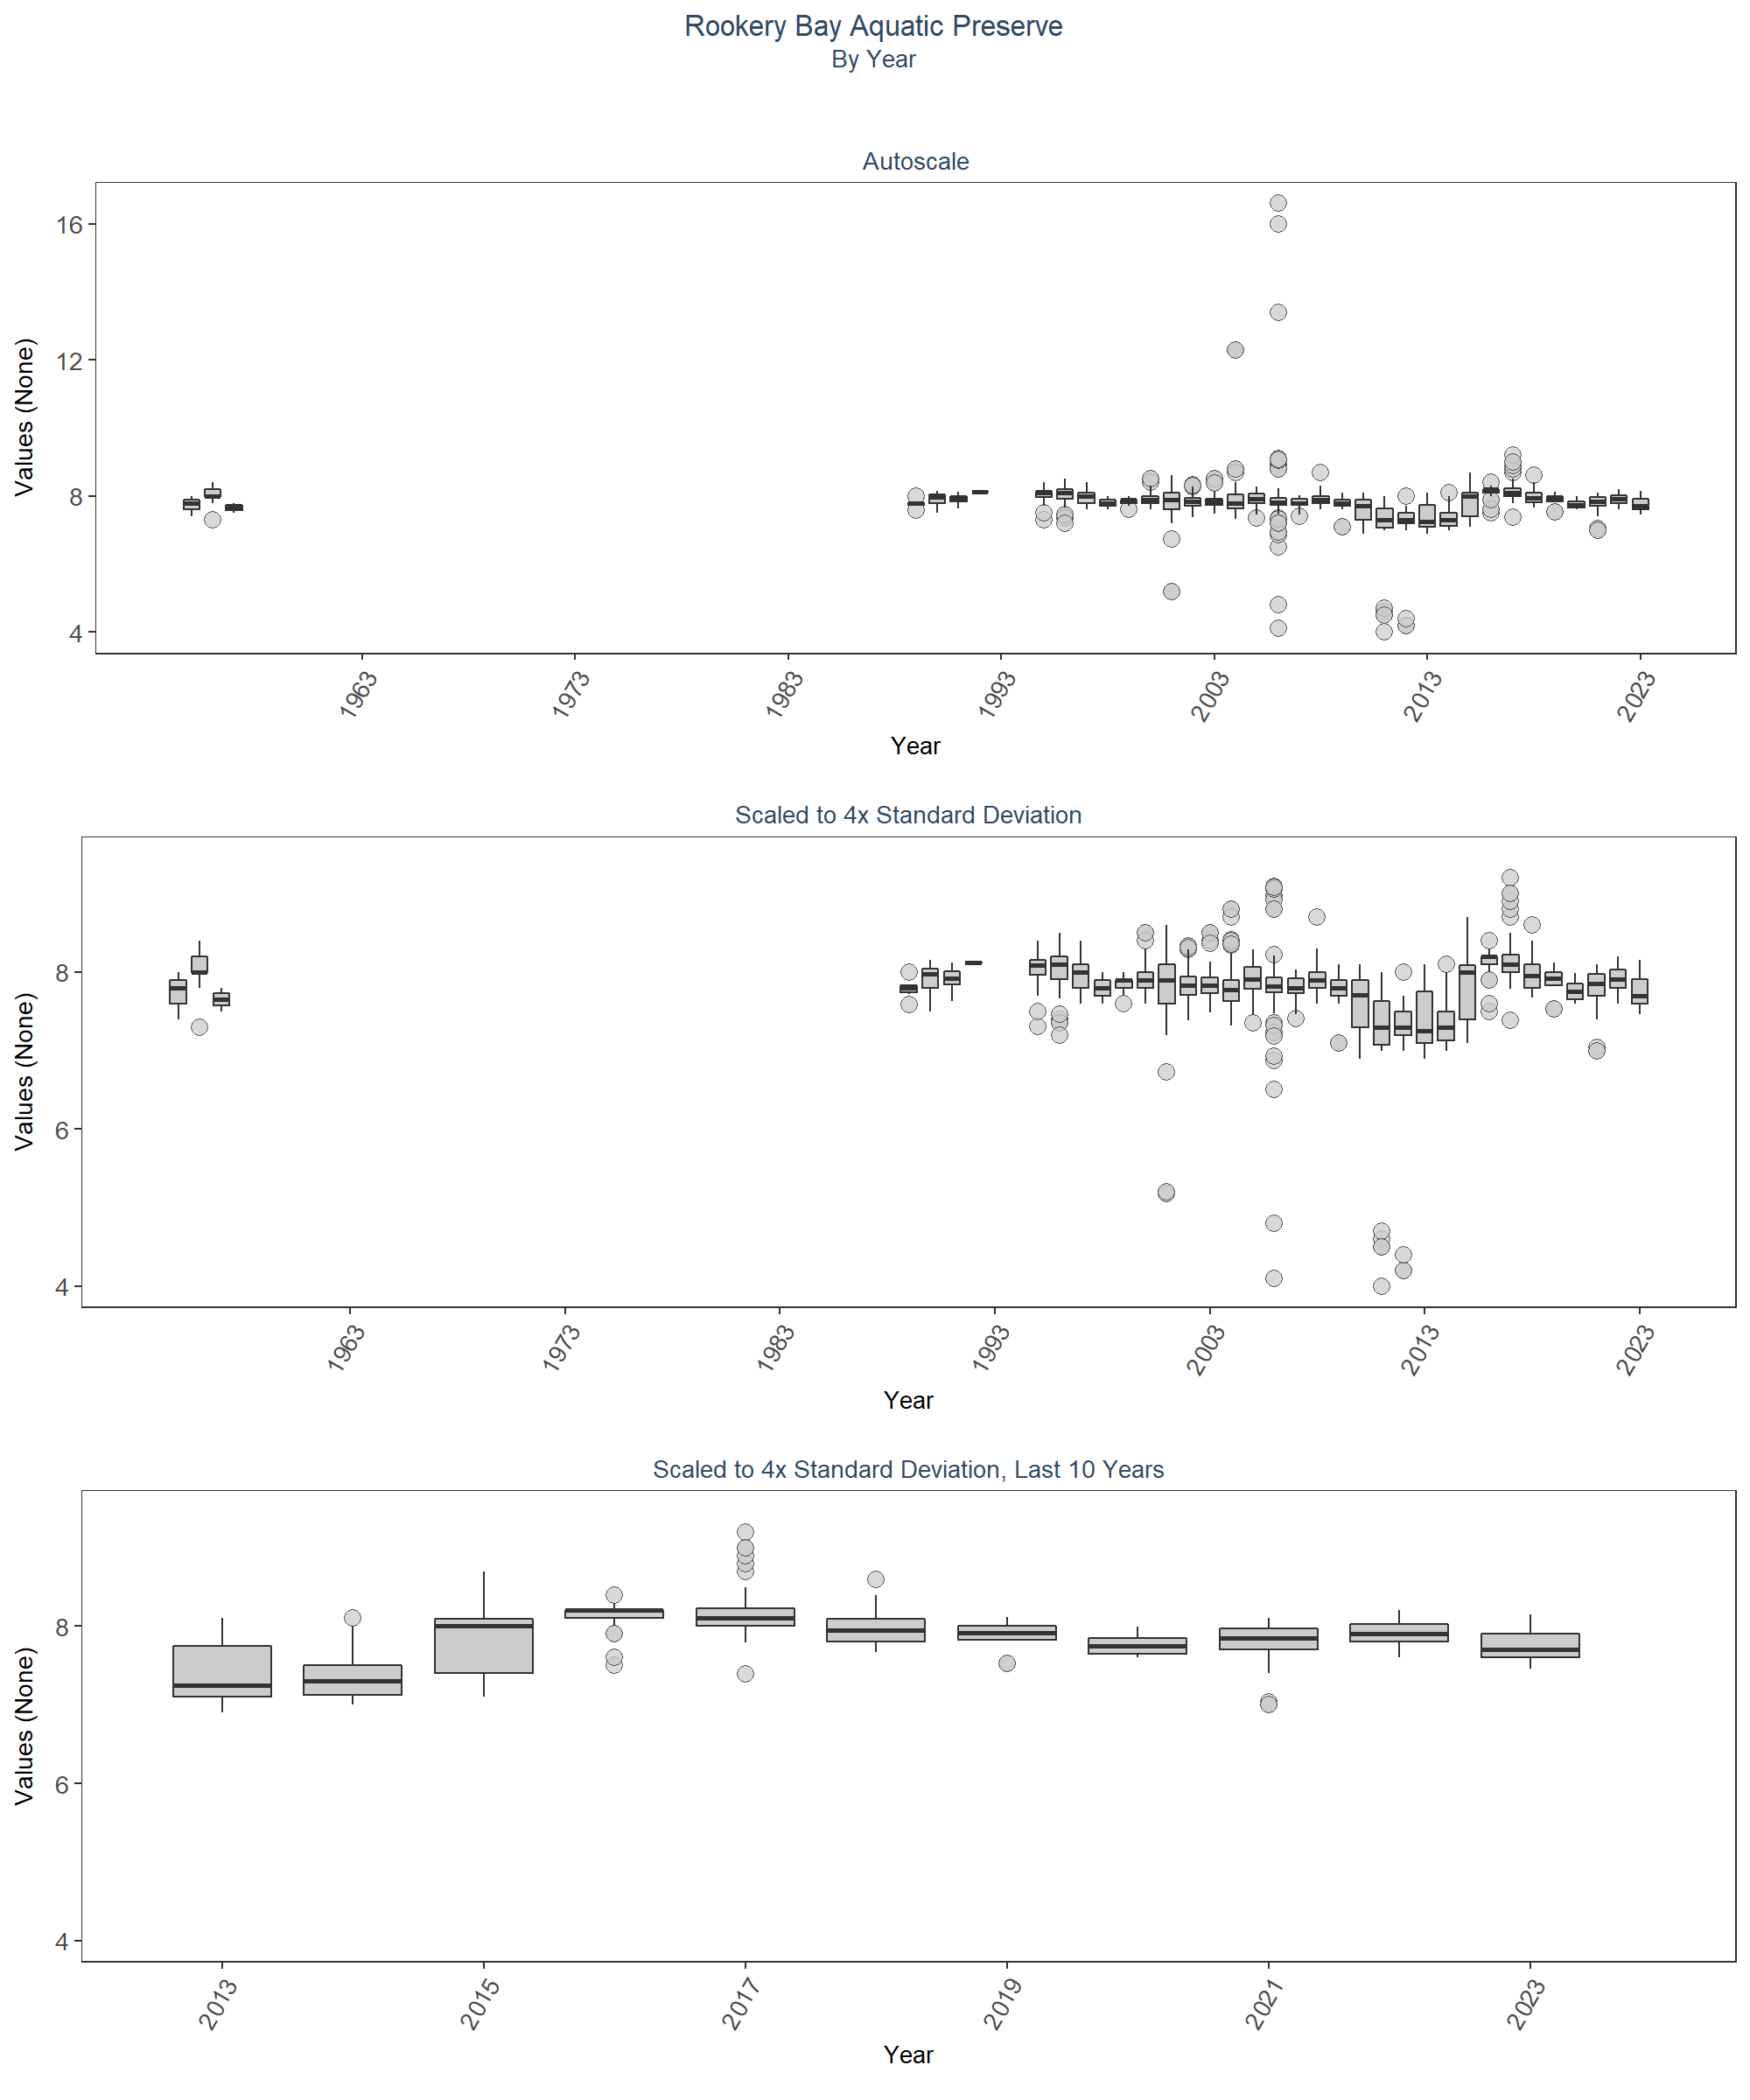 Rookery Bay Aquatic Preserve
By Year
Autoscale
16
12
8
4
Values (None)
1963
1973
1983
1993
2003
2013
2023
Year
Scaled to 4x Standard Deviation
8
6
4
Values (None)
1963
1973
1983
1993
2003
2013
2023
Year
Scaled to 4x Standard Deviation, Last 10 Years
8
6
4
Values (None)
2013
2015
2017
2019
2021
2023
Year